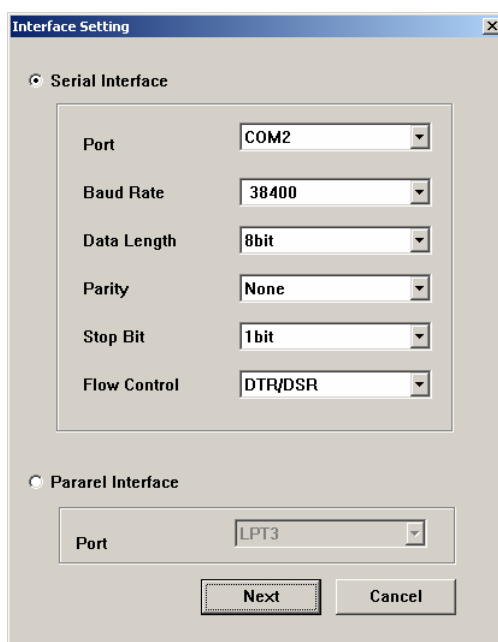 Interface Setting
Serial Interface
Port COM2
Baud Rate 38400
Data Length 8bit
Parity None
Stop Bit 1bit
Flow Control DTR/DSR
Pararel Interface
Port LPT3
Next Cancel